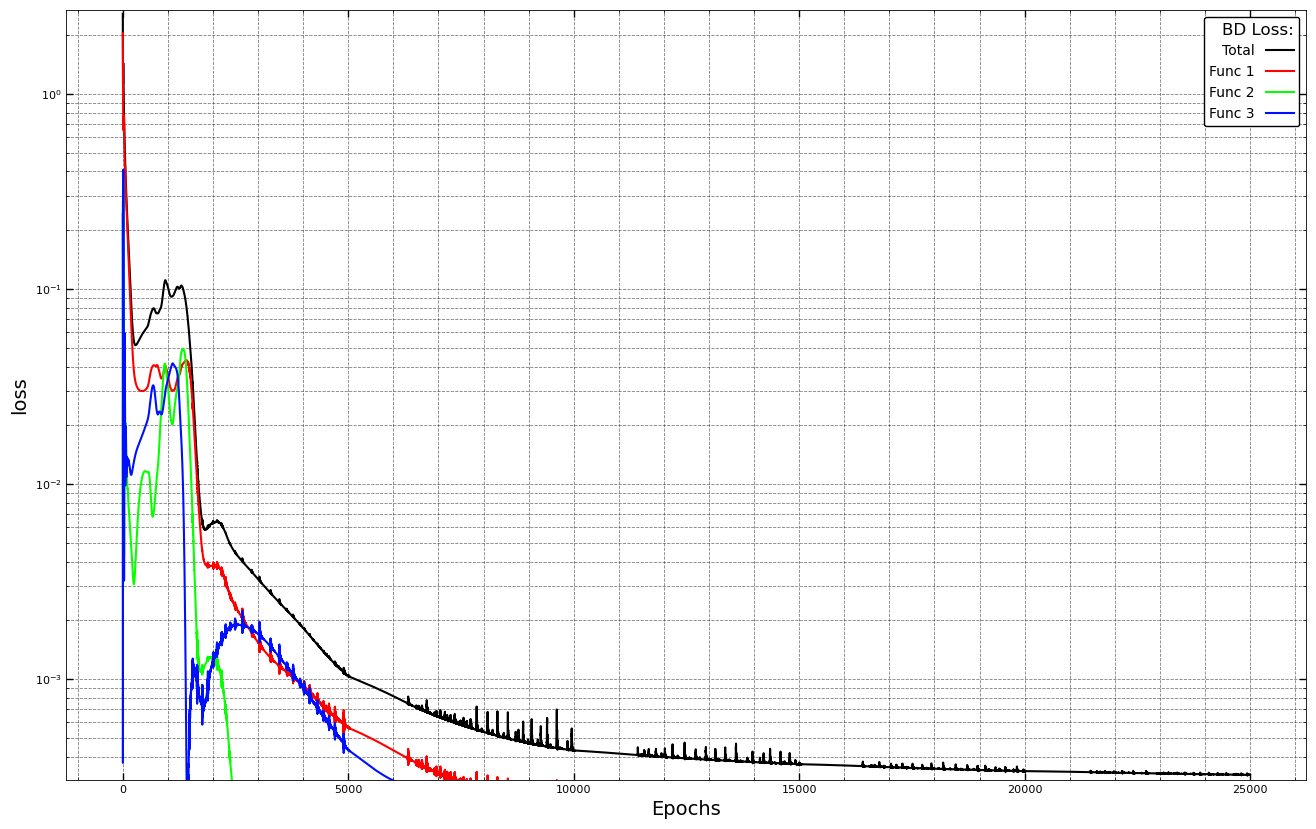 BD Loss:
Total
Func 1
Func 2
Func 3
loss
10⁰
10⁻¹
10⁻²
10⁻³
0
5000
10000
15000
20000
25000
Epochs